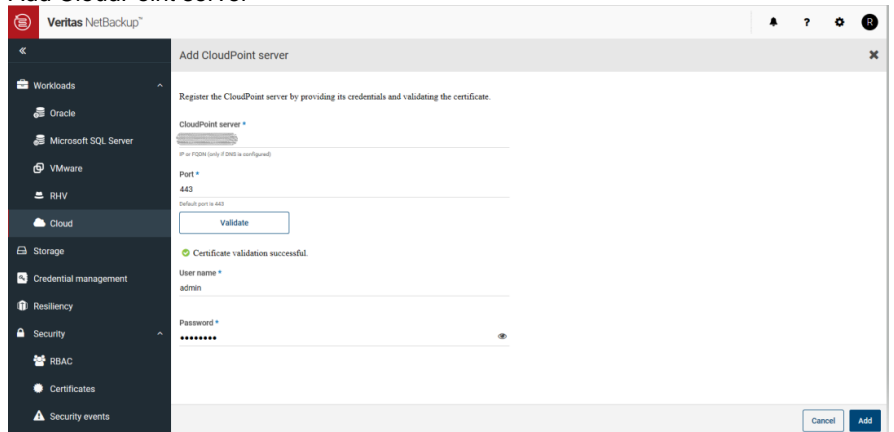 Add CloudPoint server
Veritas NetBackup™
?
R
«
Add CloudPoint server
Workloads
Register the CloudPoint server by providing its credentials and validating the certificate.
Oracle
CloudPoint server *
Microsoft SQL Server
IP or FQDN (only if DNS is configured)
VMware
Port *
443
RHV
Default port is 443
Cloud
Validate
Storage
Certificate validation successful.
Credential management
User name *
admin
Resiliency
Security
Password *
••••••••
RBAC
Certificates
Security events
Cancel
Add